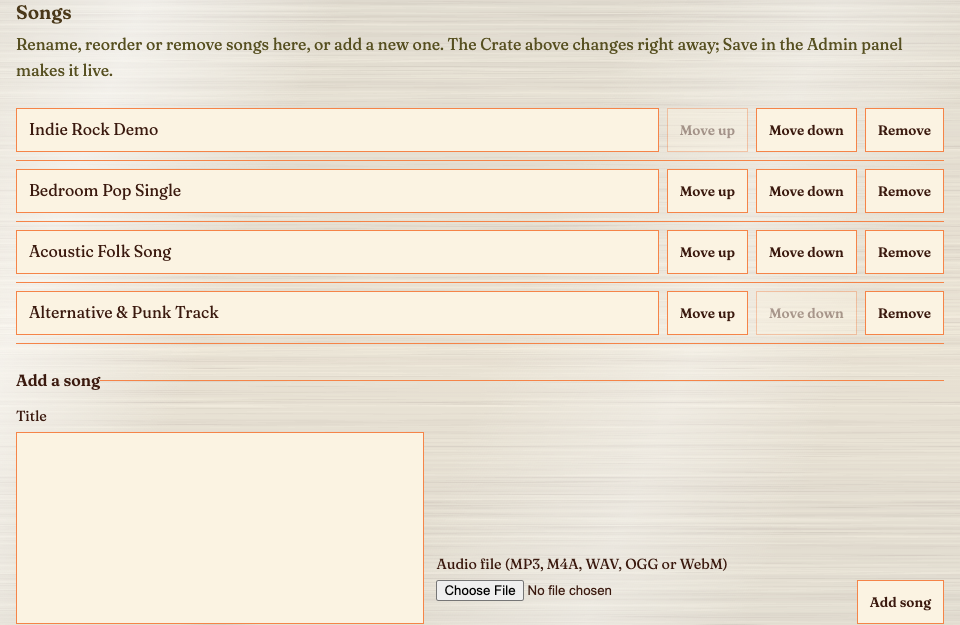 Songs
Rename, reorder or remove songs here, or add a new one. The Crate above changes right away; Save in the Admin panel
makes it live.
Indie Rock Demo Move up Move down Remove
Bedroom Pop Single Move up Move down Remove
Acoustic Folk Song Move up Move down Remove
Alternative & Punk Track Move up Move down Remove
Add a song
Title
Audio file (MP3, M4A, WAV, OGG or WebM)
Choose File No file chosen
Add song